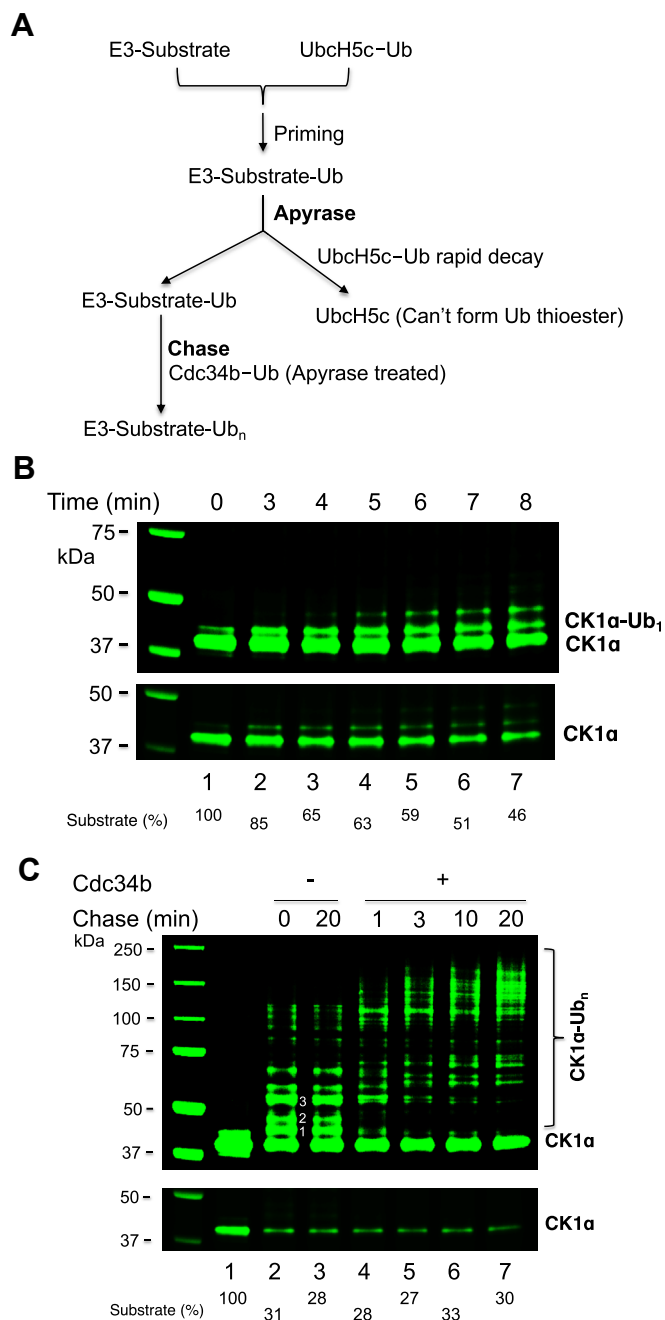 A
E3-Substrate UbcH5c-Ub
Priming
E3-Substrate-Ub
Apyrase
UbcH5c-Ub rapid decay
E3-Substrate-Ub
UbcH5c (Can't form Ub thioester)
Chase
Cdc34b-Ub (Apyrase treated)
E3-Substrate-Ubn
B
Time (min) 0 3 4 5 6 7 8
75
kDa
50
CK1α-Ub1
37 CK1α
50
37 CK1α
1 2 3 4 5 6 7
Substrate (%) 100 85 65 63 59 51 46
C
Cdc34b - +
Chase (min) 0 20 1 3 10 20
kDa
250
150
100
CK1α-Ubn
75
3
50
2
1
CK1α
37
50
CK1α
37
1 2 3 4 5 6 7
Substrate (%) 100 31 28 28 27 33 30